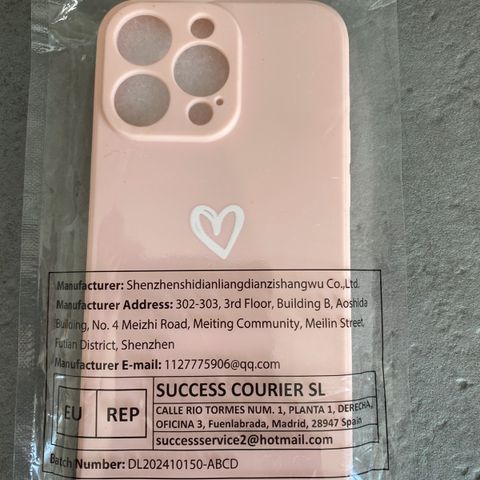 Manufacturer: Shenzhenshidianliangdianzishangwu Co.,Ltd.
Manufacturer Address: 302-303, 3rd Floor, Building B, Aoshida
Building, No. 4 Meizhi Road, Meiting Community, Meilin Street,
Futian District, Shenzhen
Manufacturer E-mail: 1127775906@qq.com
EU REP
SUCCESS COURIER SL
CALLE RIO TORMES NUM. 1, PLANTA 1, DERECHA,
OFICINA 3, Fuenlabrada, Madrid, 28947 Spain
successservice2@hotmail.com
Batch Number: DL202410150-ABCD